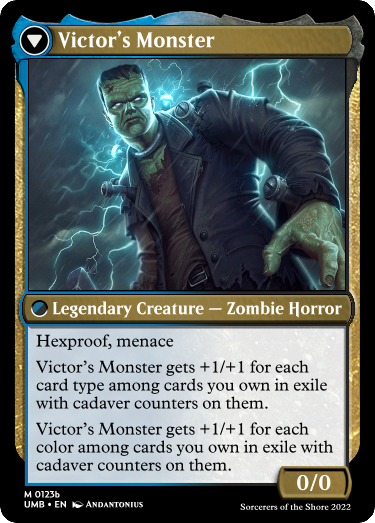 Victor's Monster
Legendary Creature — Zombie Horror
Hexproof, menace
Victor's Monster gets +1/+1 for each
card type among cards you own in exile
with cadaver counters on them.
Victor's Monster gets +1/+1 for each
color among cards you own in exile with
cadaver counters on them.
0/0
M 0123b
UMB • EN Andantonius
Sorcerers of the Shore 2022